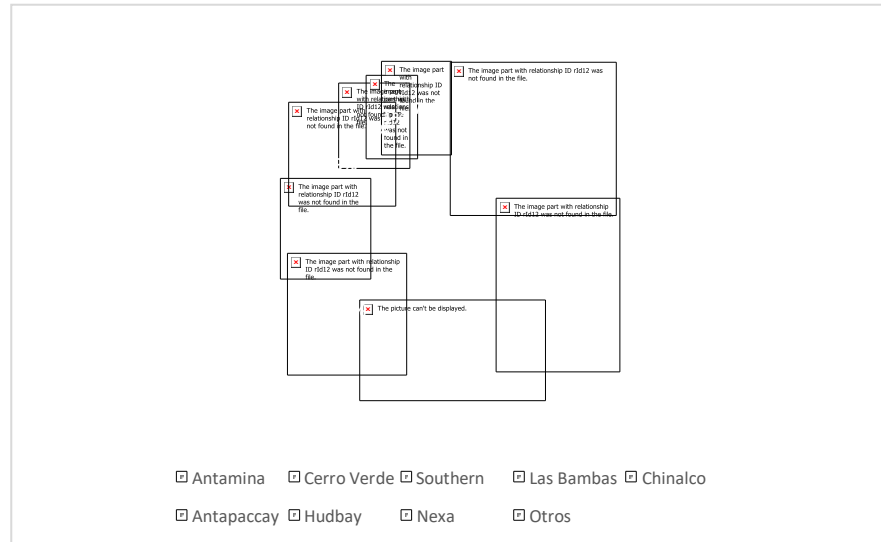 The image part with relationship ID rId12 was not found in the file.
The image part with relationship ID rId12 was
not found in the file.
The image part with
relationship ID rId12 was
not found in the file.
The image part with
relationship ID rId12
was not found in the
file.
The image part with relationship
ID rId12 was not found in the file.
The image part with relationship
ID rId12 was not found in the
file.
The picture can't be displayed.
Antamina Cerro Verde Southern Las Bambas Chinalco
Antapaccay Hudbay Nexa Otros